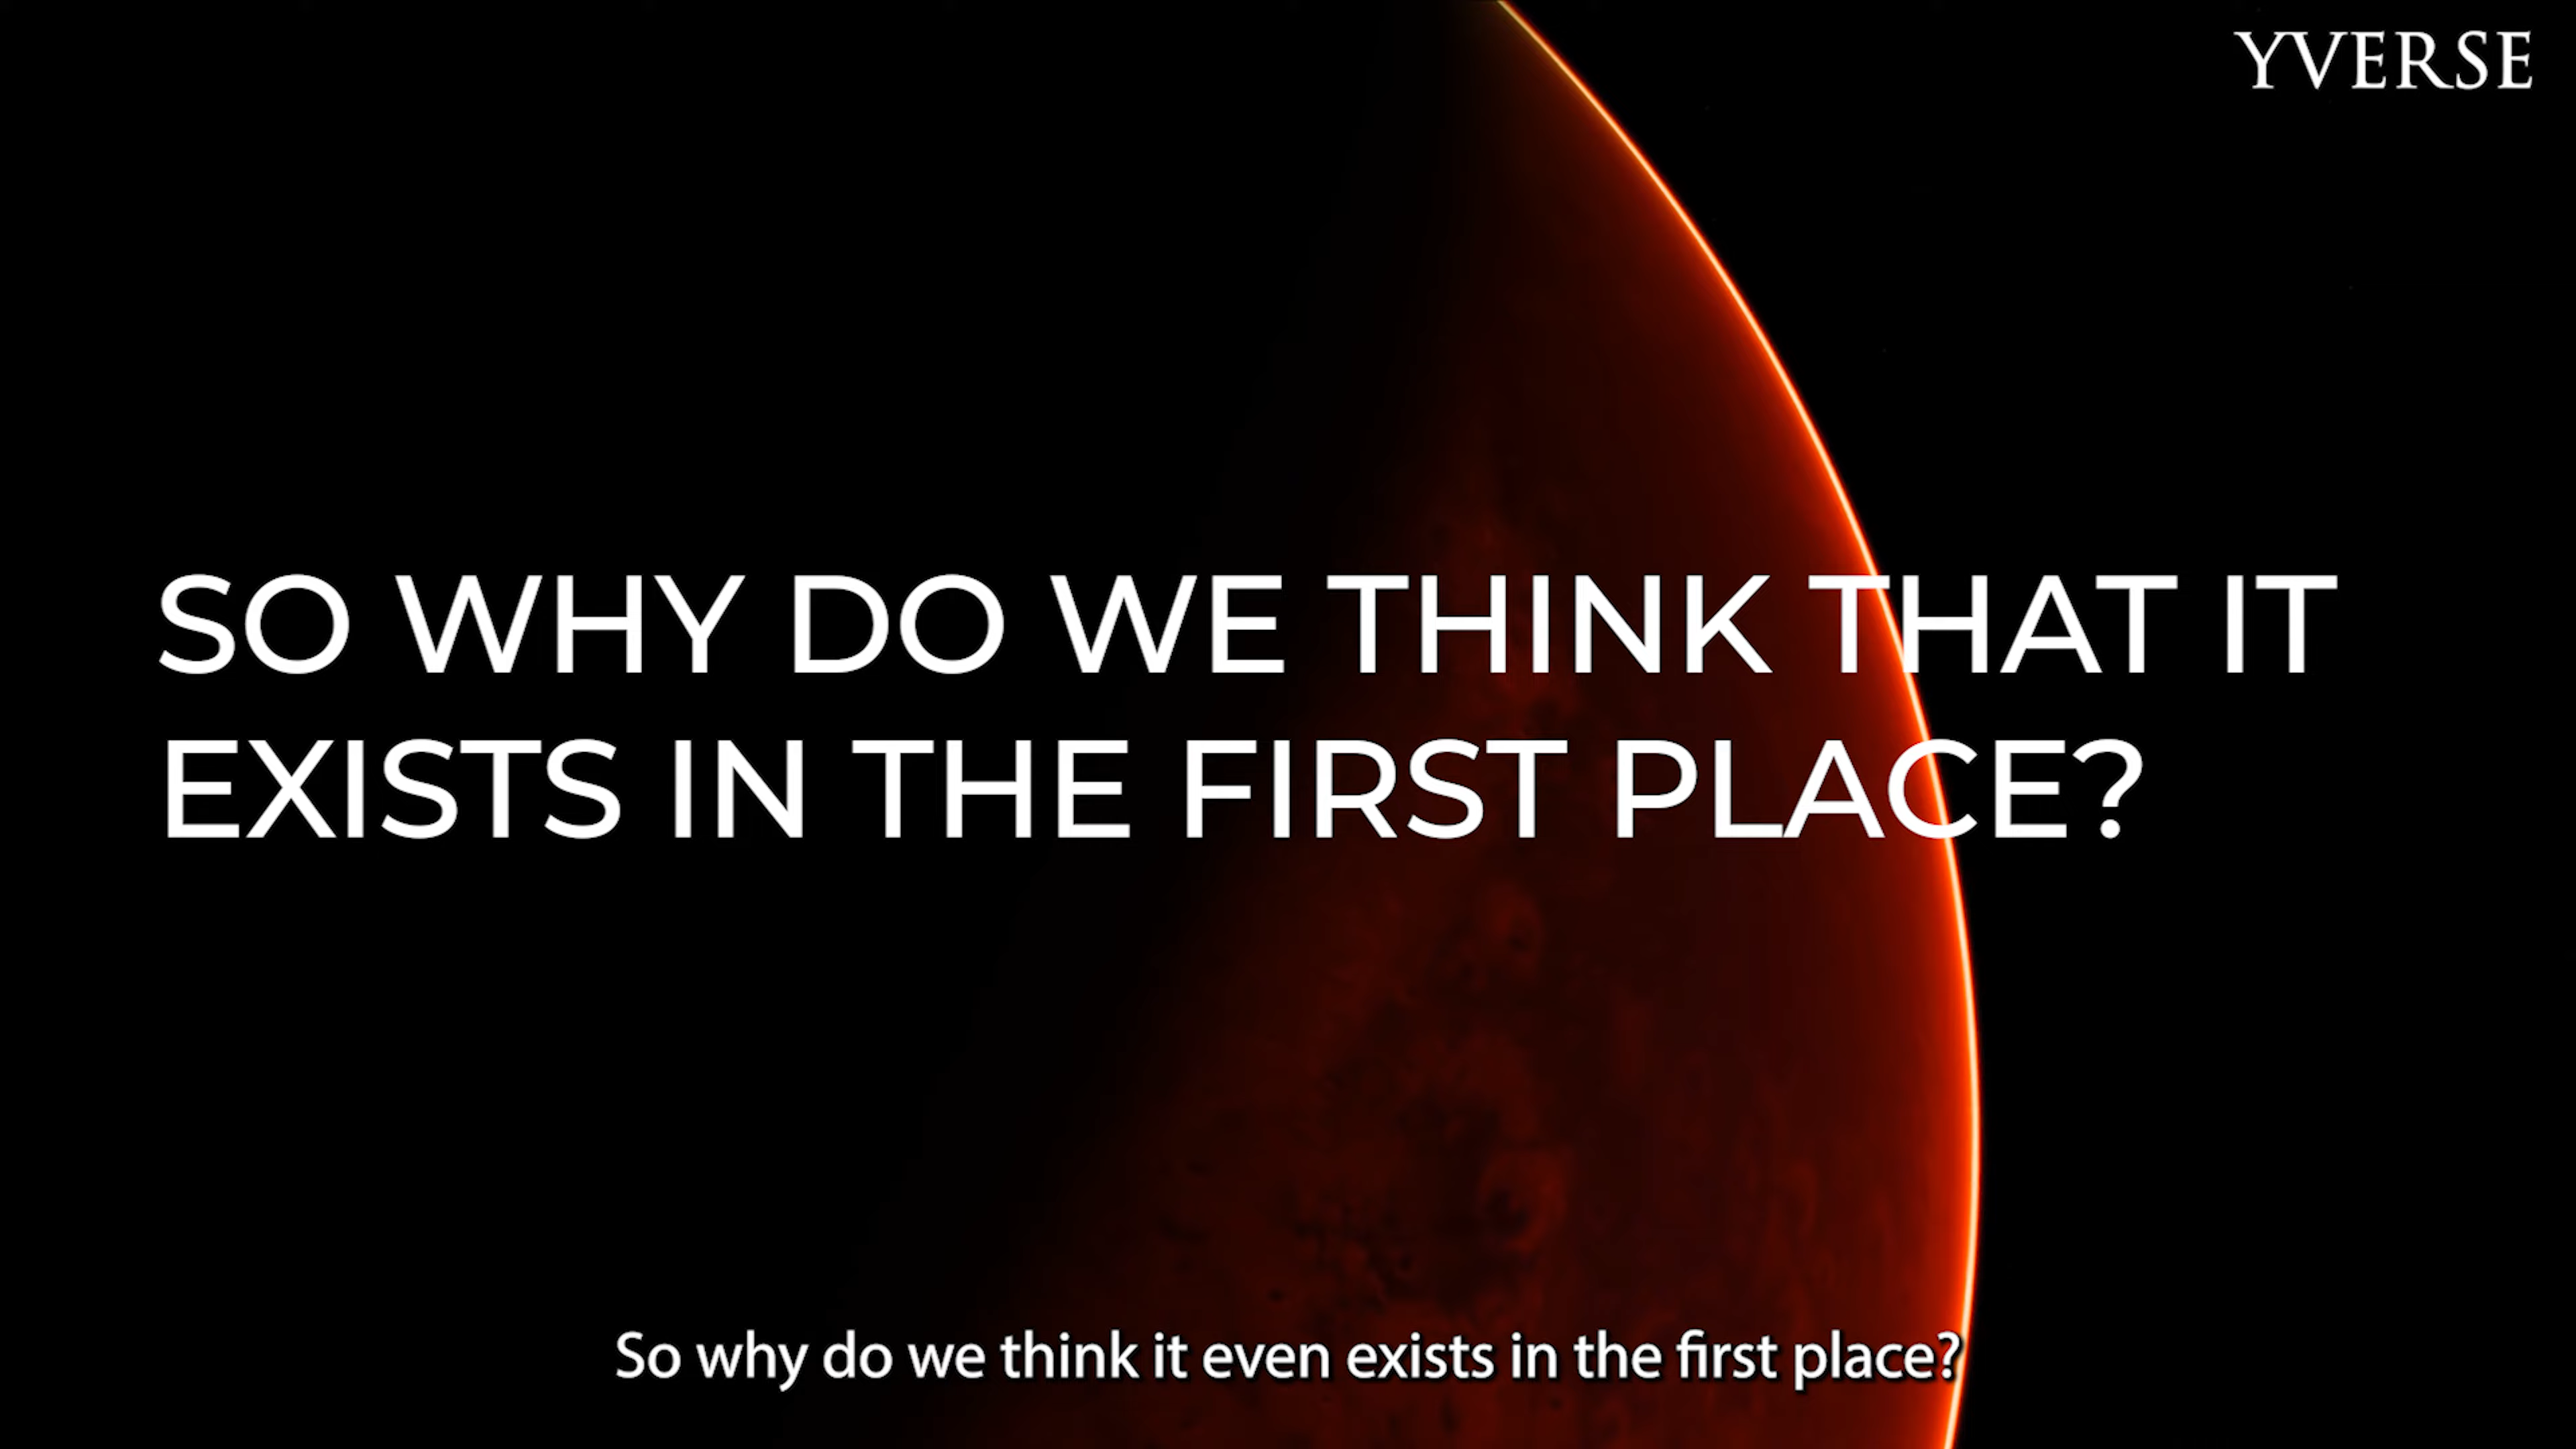 YVERSE
SO WHY DO WE THINK THAT IT
EXISTS IN THE FIRST PLACE?
So why do we think it even exists in the first place?